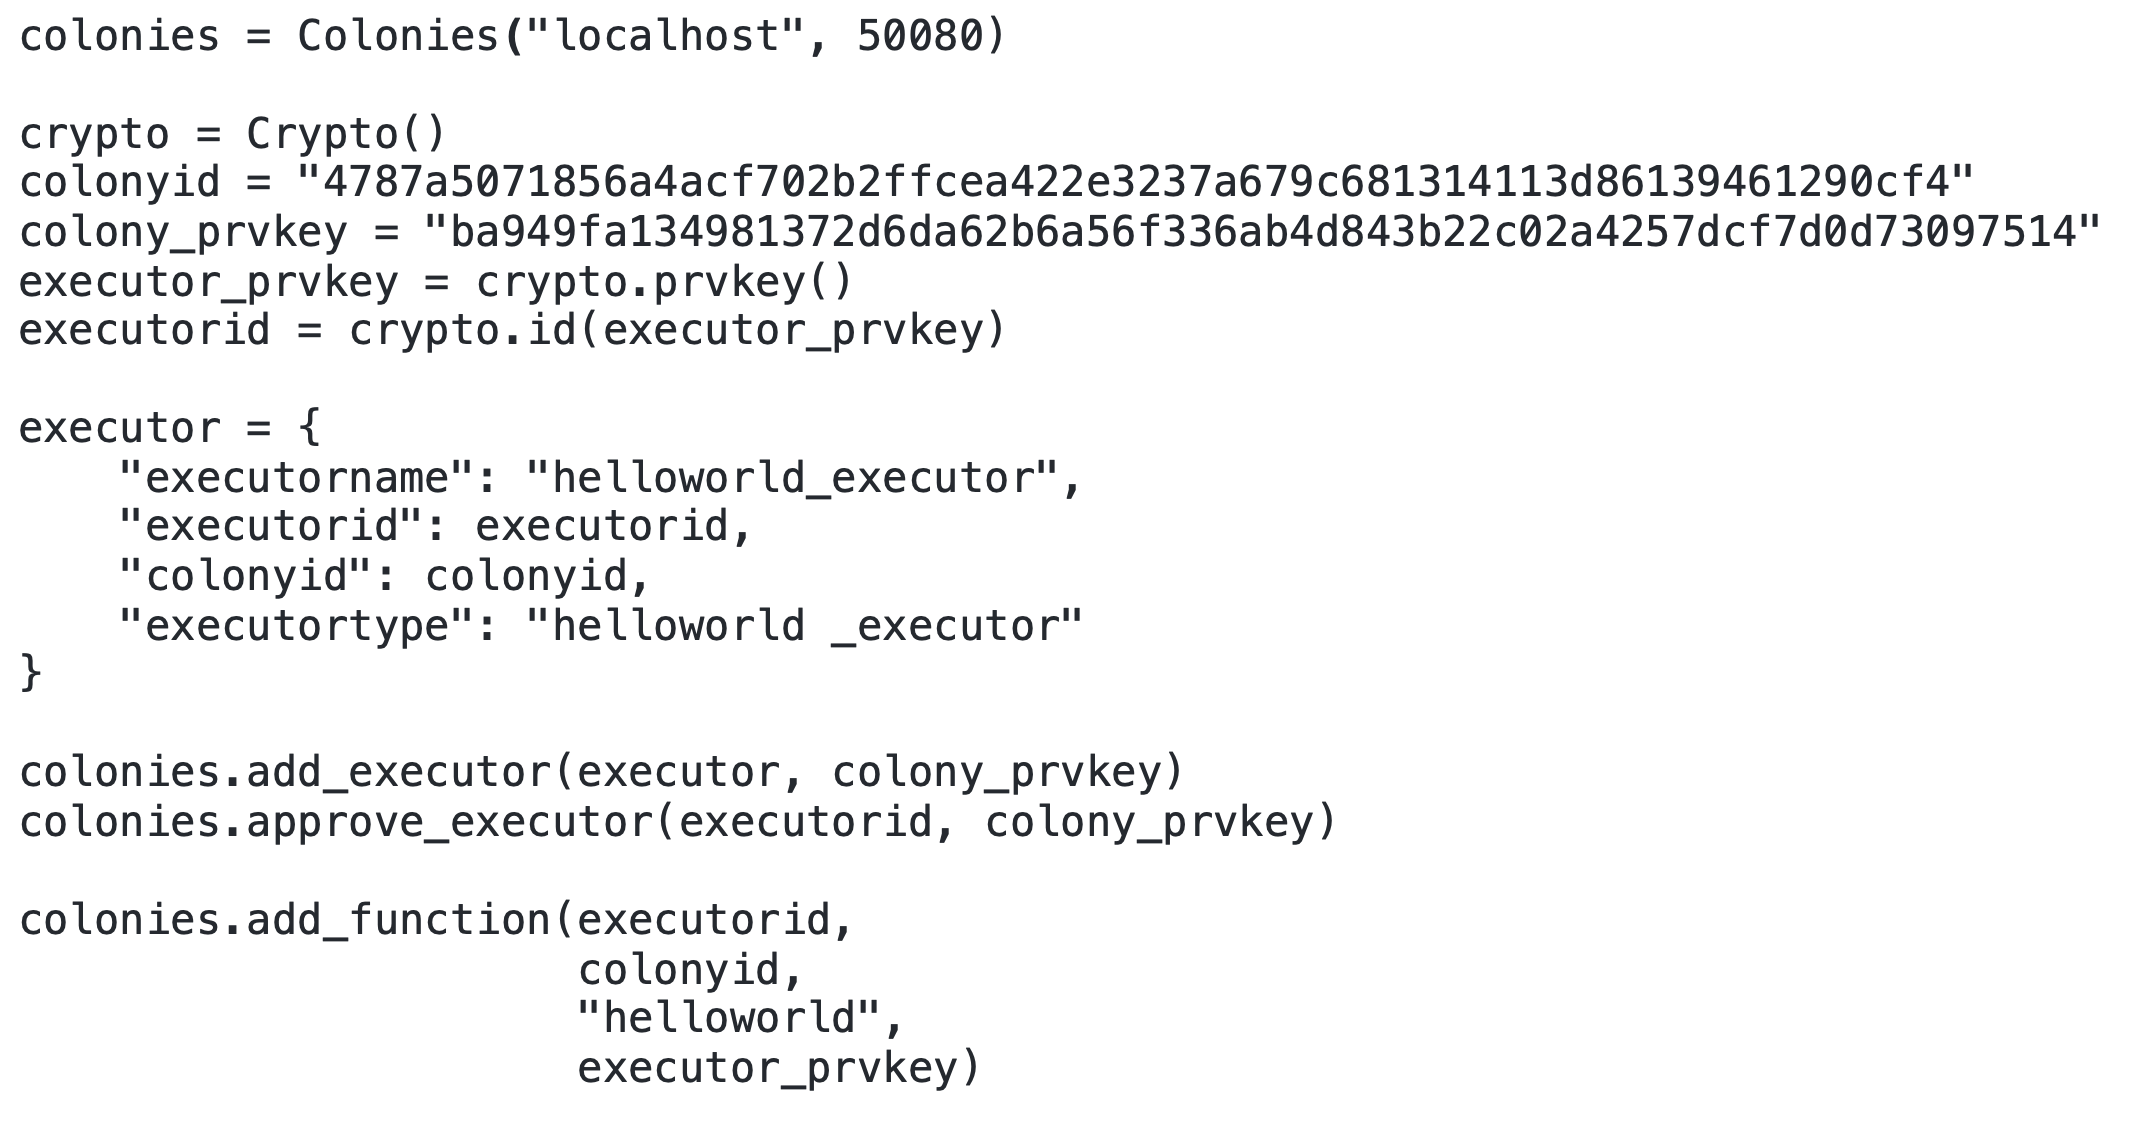 colonies = Colonies("localhost", 50080)

crypto = Crypto()
colonyid = "4787a5071856a4acf702b2ffcea422e3237a679c681314113d86139461290cf4"
colony_prvkey = "ba949fa134981372d6da62b6a56f336ab4d843b22c02a4257dcf7d0d73097514"
executor_prvkey = crypto.prvkey()
executorid = crypto.id(executor_prvkey)

executor = {
    "executorname": "helloworld_executor",
    "executorid": executorid,
    "colonyid": colonyid,
    "executortype": "helloworld _executor"
}

colonies.add_executor(executor, colony_prvkey)
colonies.approve_executor(executorid, colony_prvkey)

colonies.add_function(executorid,
                      colonyid,
                      "helloworld",
                      executor_prvkey)